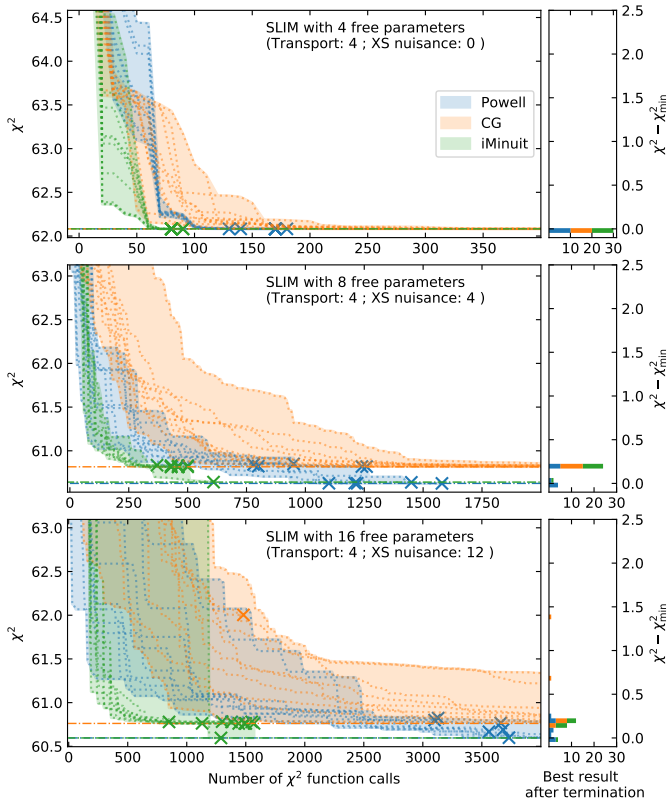 SLIM with 4 free parameters
(Transport: 4 ; XS nuisance: 0 )
Powell
CG
iMinuit
64.5
64.0
63.5
63.0
62.5
62.0
χ²
0 50 100 150 200 250 300 350
2.5
2.0
1.5
1.0
0.5
0.0
χ² − χ²min
10 20 30
SLIM with 8 free parameters
(Transport: 4 ; XS nuisance: 4 )
63.0
62.5
62.0
61.5
61.0
χ²
0 250 500 750 1000 1250 1500 1750
2.5
2.0
1.5
1.0
0.5
0.0
χ² − χ²min
10 20 30
SLIM with 16 free parameters
(Transport: 4 ; XS nuisance: 12 )
63.0
62.5
62.0
61.5
61.0
60.5
χ²
0 500 1000 1500 2000 2500 3000 3500
Number of χ² function calls
2.5
2.0
1.5
1.0
0.5
0.0
χ² − χ²min
10 20 30
Best result
after termination